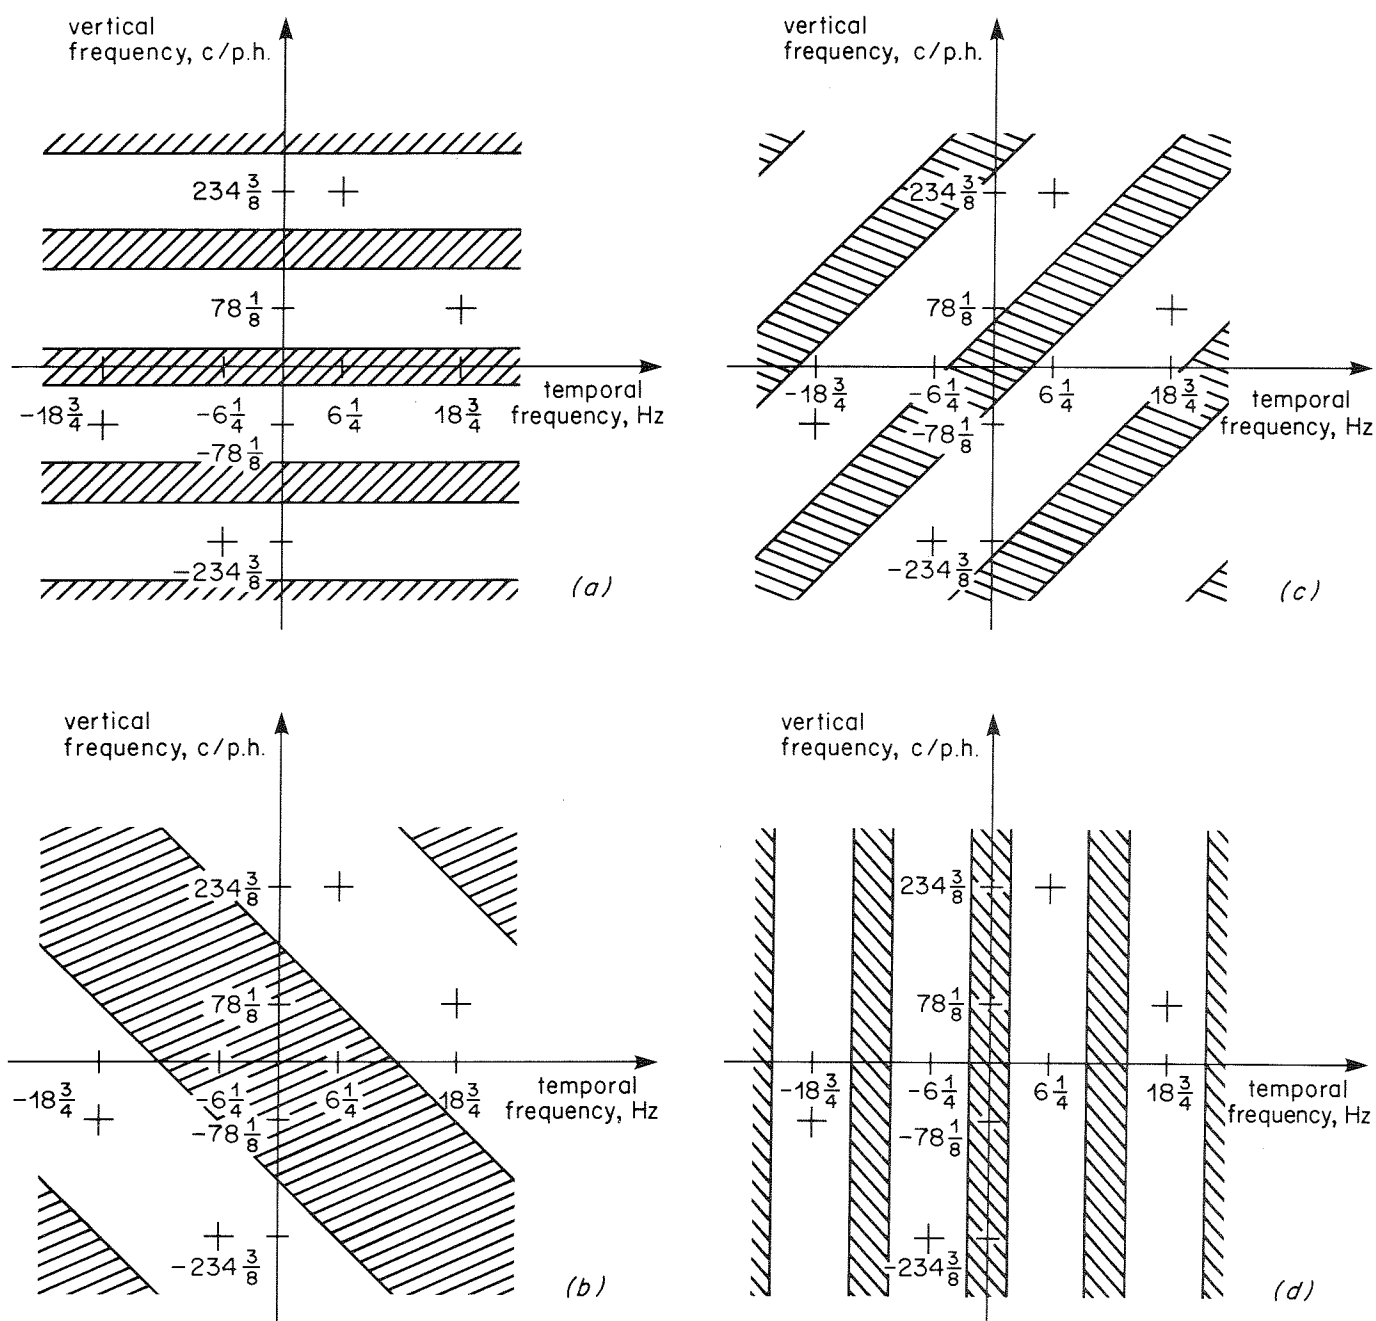 vertical
frequency, c/p.h.
234 3/8
78 1/8
-18 3/4
-6 1/4
6 1/4
18 3/4
temporal
frequency, Hz
-78 1/8
-234 3/8
(a)
vertical
frequency, c/p.h.
234 3/8
78 1/8
-18 3/4
-6 1/4
6 1/4
18 3/4
temporal
frequency, Hz
-78 1/8
-234 3/8
(c)
vertical
frequency, c/p.h.
234 3/8
78 1/8
-18 3/4
-6 1/4
6 1/4
18 3/4
temporal
frequency, Hz
-78 1/8
-234 3/8
(b)
vertical
frequency, c/p.h.
234 3/8
78 1/8
-18 3/4
-6 1/4
6 1/4
18 3/4
temporal
frequency, Hz
-78 1/8
-234 3/8
(d)